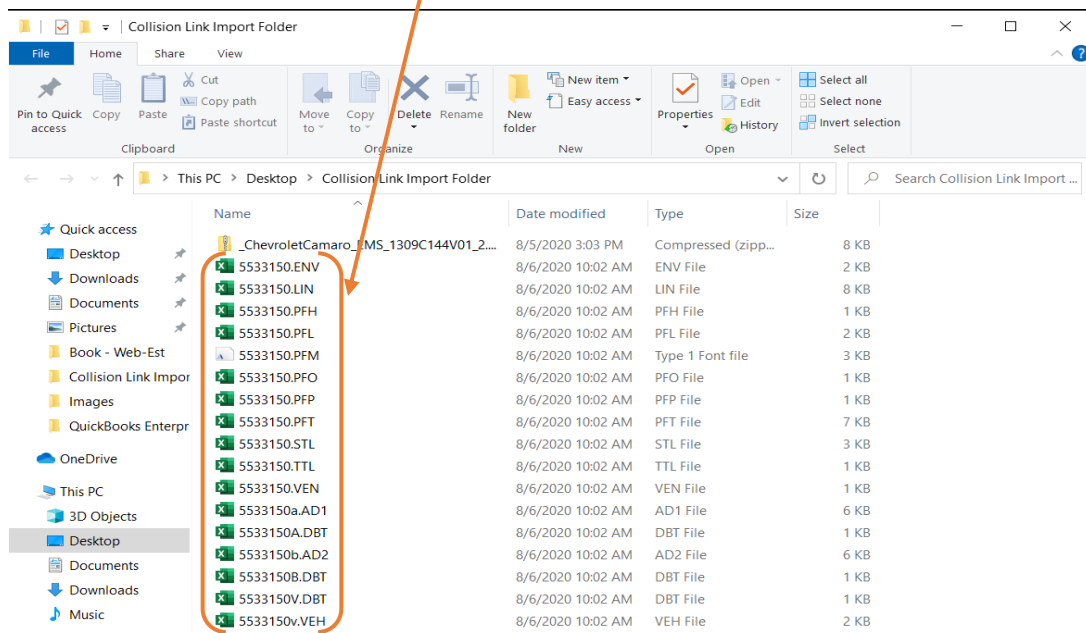 Collision Link Import Folder
File Home Share View
Pin to Quick access Copy Paste Cut Copy path Paste shortcut Move to Copy to Delete Rename New folder New item Easy access Properties Open Edit History Select all Select none Invert selection
Clipboard Organize New Open Select
This PC > Desktop > Collision Link Import Folder Search Collision Link Import ...
Name Date modified Type Size
Quick access
Desktop
Downloads
Documents
Pictures
Book - Web-Est
Collision Link Impor
Images
QuickBooks Enterpr
OneDrive
This PC
3D Objects
Desktop
Documents
Downloads
Music
_ChevroletCamaro_EMS_1309C144V01_2.... 8/5/2020 3:03 PM Compressed (zipp... 8 KB
5533150.ENV 8/6/2020 10:02 AM ENV File 2 KB
5533150.LIN 8/6/2020 10:02 AM LIN File 8 KB
5533150.PFH 8/6/2020 10:02 AM PFH File 1 KB
5533150.PFL 8/6/2020 10:02 AM PFL File 2 KB
5533150.PFM 8/6/2020 10:02 AM Type 1 Font file 3 KB
5533150.PFO 8/6/2020 10:02 AM PFO File 1 KB
5533150.PFP 8/6/2020 10:02 AM PFP File 1 KB
5533150.PFT 8/6/2020 10:02 AM PFT File 7 KB
5533150.STL 8/6/2020 10:02 AM STL File 3 KB
5533150.TTL 8/6/2020 10:02 AM TTL File 1 KB
5533150.VEN 8/6/2020 10:02 AM VEN File 1 KB
5533150a.AD1 8/6/2020 10:02 AM AD1 File 6 KB
5533150A.DBT 8/6/2020 10:02 AM DBT File 1 KB
5533150b.AD2 8/6/2020 10:02 AM AD2 File 6 KB
5533150B.DBT 8/6/2020 10:02 AM DBT File 1 KB
5533150V.DBT 8/6/2020 10:02 AM DBT File 1 KB
5533150v.VEH 8/6/2020 10:02 AM VEH File 2 KB